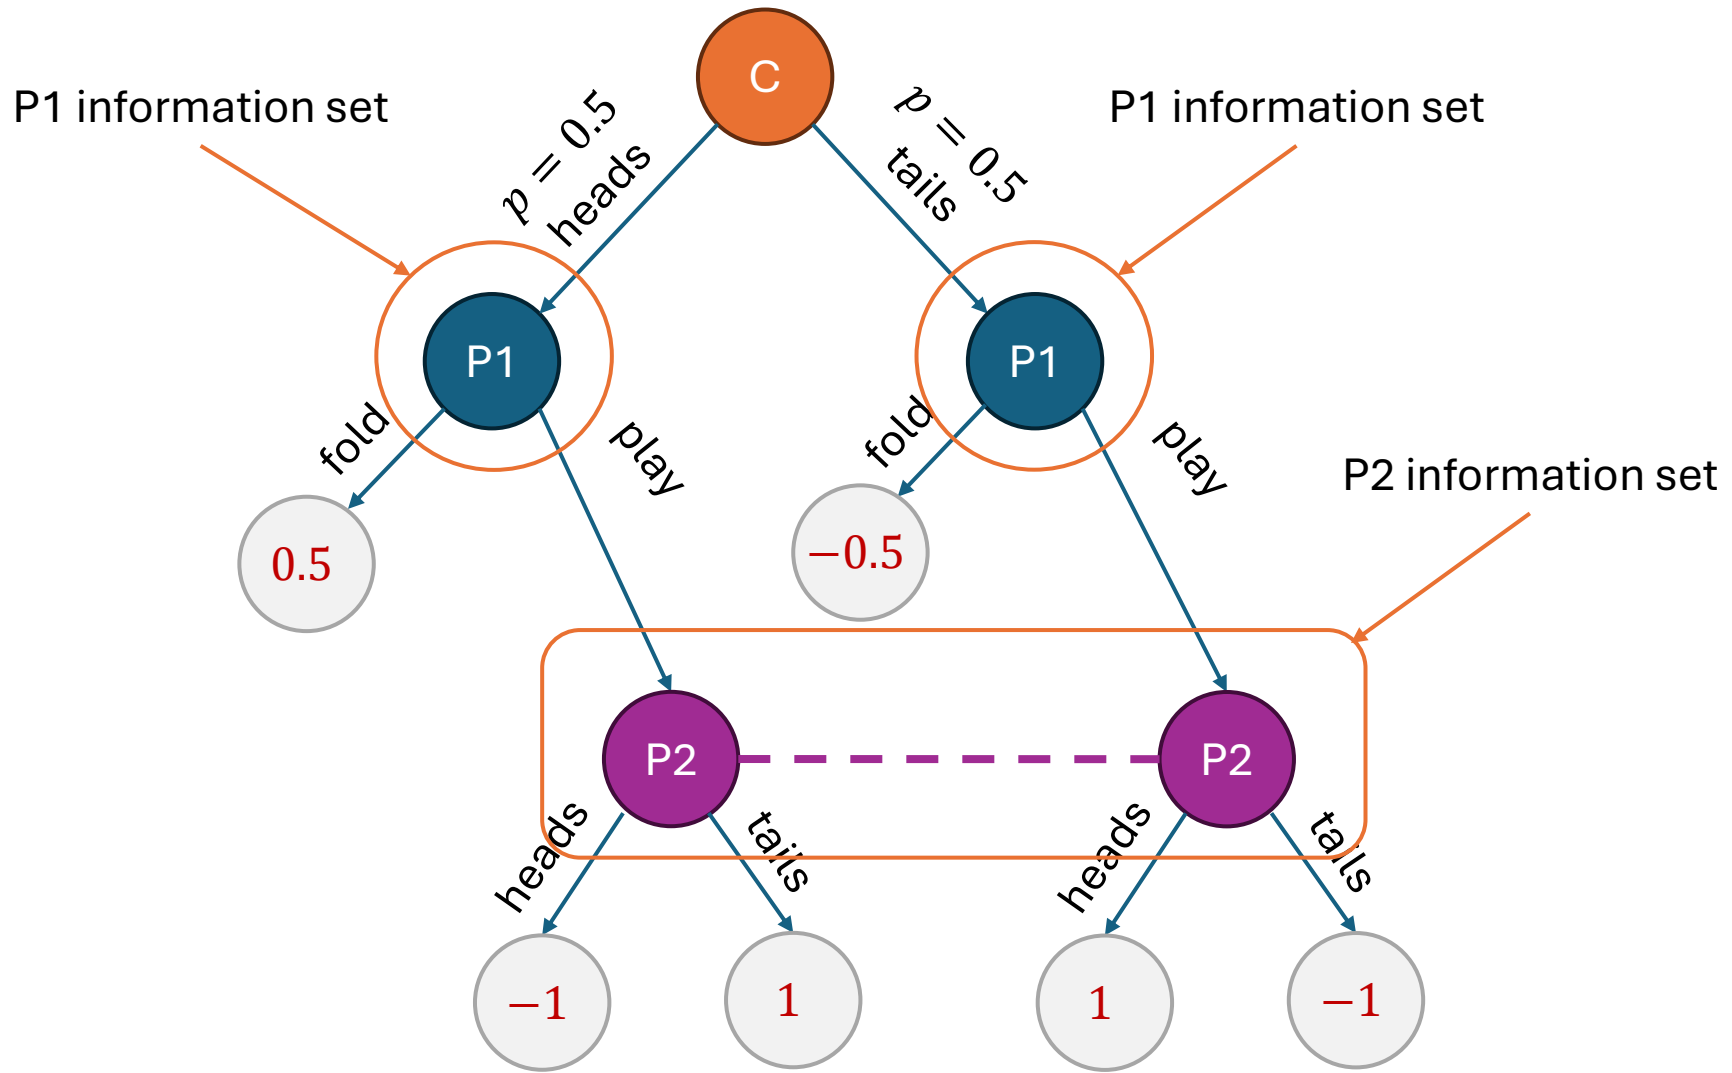 C
P1 information set
P1 information set
p = 0.5
heads
p = 0.5
tails
P1
P1
fold
play
fold
play
P2 information set
0.5
−0.5
P2
P2
heads
tails
heads
tails
−1
1
1
−1